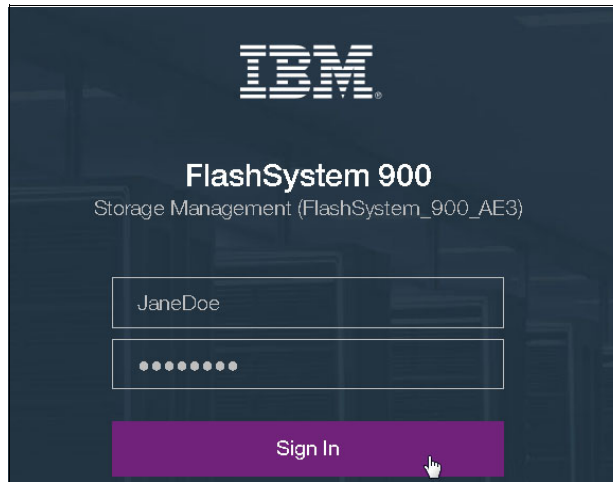 IBM®
FlashSystem 900
Storage Management (FlashSystem_900_AE3)
JaneDoe
●●●●●●●●
Sign In